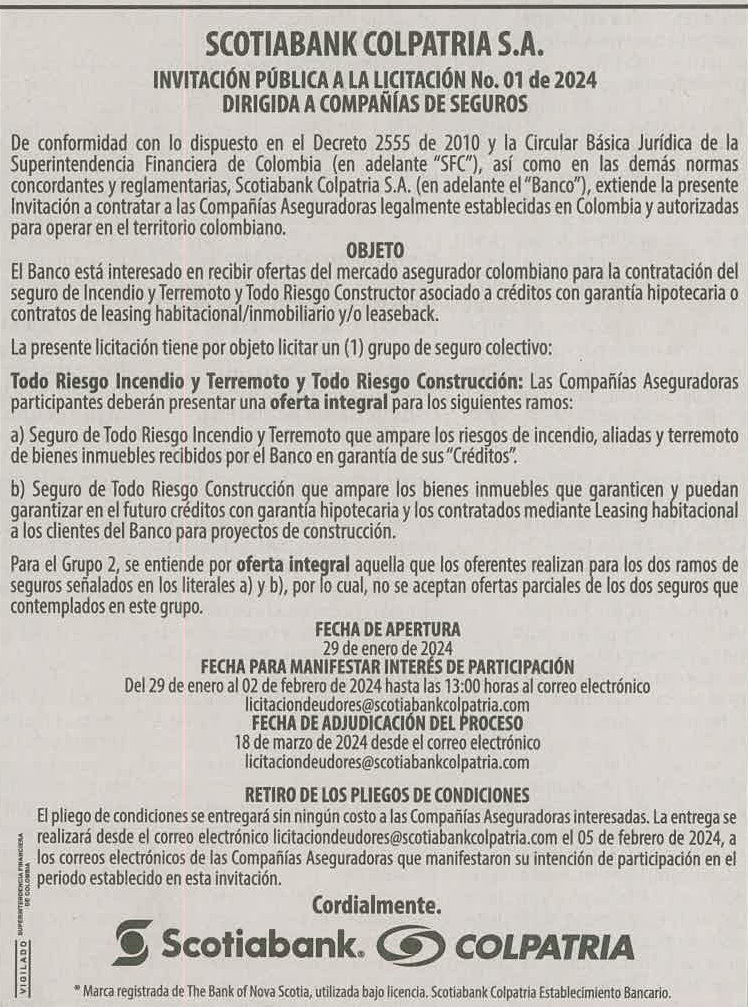 SCOTIABANK COLPATRIA S.A.
INVITACIÓN PÚBLICA A LA LICITACIÓN No. 01 de 2024
DIRIGIDA A COMPAÑÍAS DE SEGUROS
De conformidad con lo dispuesto en el Decreto 2555 de 2010 y la Circular Básica Jurídica de la
Superintendencia Financiera de Colombia (en adelante “SFC”), así como en las demás normas
concordantes y reglamentarias, Scotiabank Colpatria S.A. (en adelante el “Banco”), extiende la presente
Invitación a contratar a las Compañías Aseguradoras legalmente establecidas en Colombia y autorizadas
para operar en el territorio colombiano.
OBJETO
El Banco está interesado en recibir ofertas del mercado asegurador colombiano para la contratación del
seguro de Incendio y Terremoto y Todo Riesgo Constructor asociado a créditos con garantía hipotecaria o
contratos de leasing habitacional/inmobiliario y/o leaseback.
La presente licitación tiene por objeto licitar un (1) grupo de seguro colectivo:
Todo Riesgo Incendio y Terremoto y Todo Riesgo Construcción: Las Compañías Aseguradoras
participantes deberán presentar una oferta integral para los siguientes ramos:
a) Seguro de Todo Riesgo Incendio y Terremoto que ampare los riesgos de incendio, aliadas y terremoto
de bienes inmuebles recibidos por el Banco en garantía de sus “Créditos”.
b) Seguro de Todo Riesgo Construcción que ampare los bienes inmuebles que garanticen y puedan
garantizar en el futuro créditos con garantía hipotecaria y los contratados mediante Leasing habitacional
a los clientes del Banco para proyectos de construcción.
Para el Grupo 2, se entiende por oferta integral aquella que los oferentes realizan para los dos ramos de
seguros señalados en los literales a) y b), por lo cual, no se aceptan ofertas parciales de los dos seguros que
contemplados en este grupo.
FECHA DE APERTURA
29 de enero de 2024
FECHA PARA MANIFESTAR INTERÉS DE PARTICIPACIÓN
Del 29 de enero al 02 de febrero de 2024 hasta las 13:00 horas al correo electrónico
licitaciondeudores@scotiabankcolpatria.com
FECHA DE ADJUDICACIÓN DEL PROCESO
18 de marzo de 2024 desde el correo electrónico
licitaciondeudores@scotiabankcolpatria.com
RETIRO DE LOS PLIEGOS DE CONDICIONES
El pliego de condiciones se entregará sin ningún costo a las Compañías Aseguradoras interesadas. La entrega se
realizará desde el correo electrónico licitaciondeudores@scotiabankcolpatria.com el 05 de febrero de 2024, a
los correos electrónicos de las Compañías Aseguradoras que manifestaron su intención de participación en el
periodo establecido en esta invitación.
Cordialmente.
Scotiabank. COLPATRIA
* Marca registrada de The Bank of Nova Scotia, utilizada bajo licencia. Scotiabank Colpatria Establecimiento Bancario.
VIGILADO SUPERINTENDENCIA FINANCIERA
DE COLOMBIA